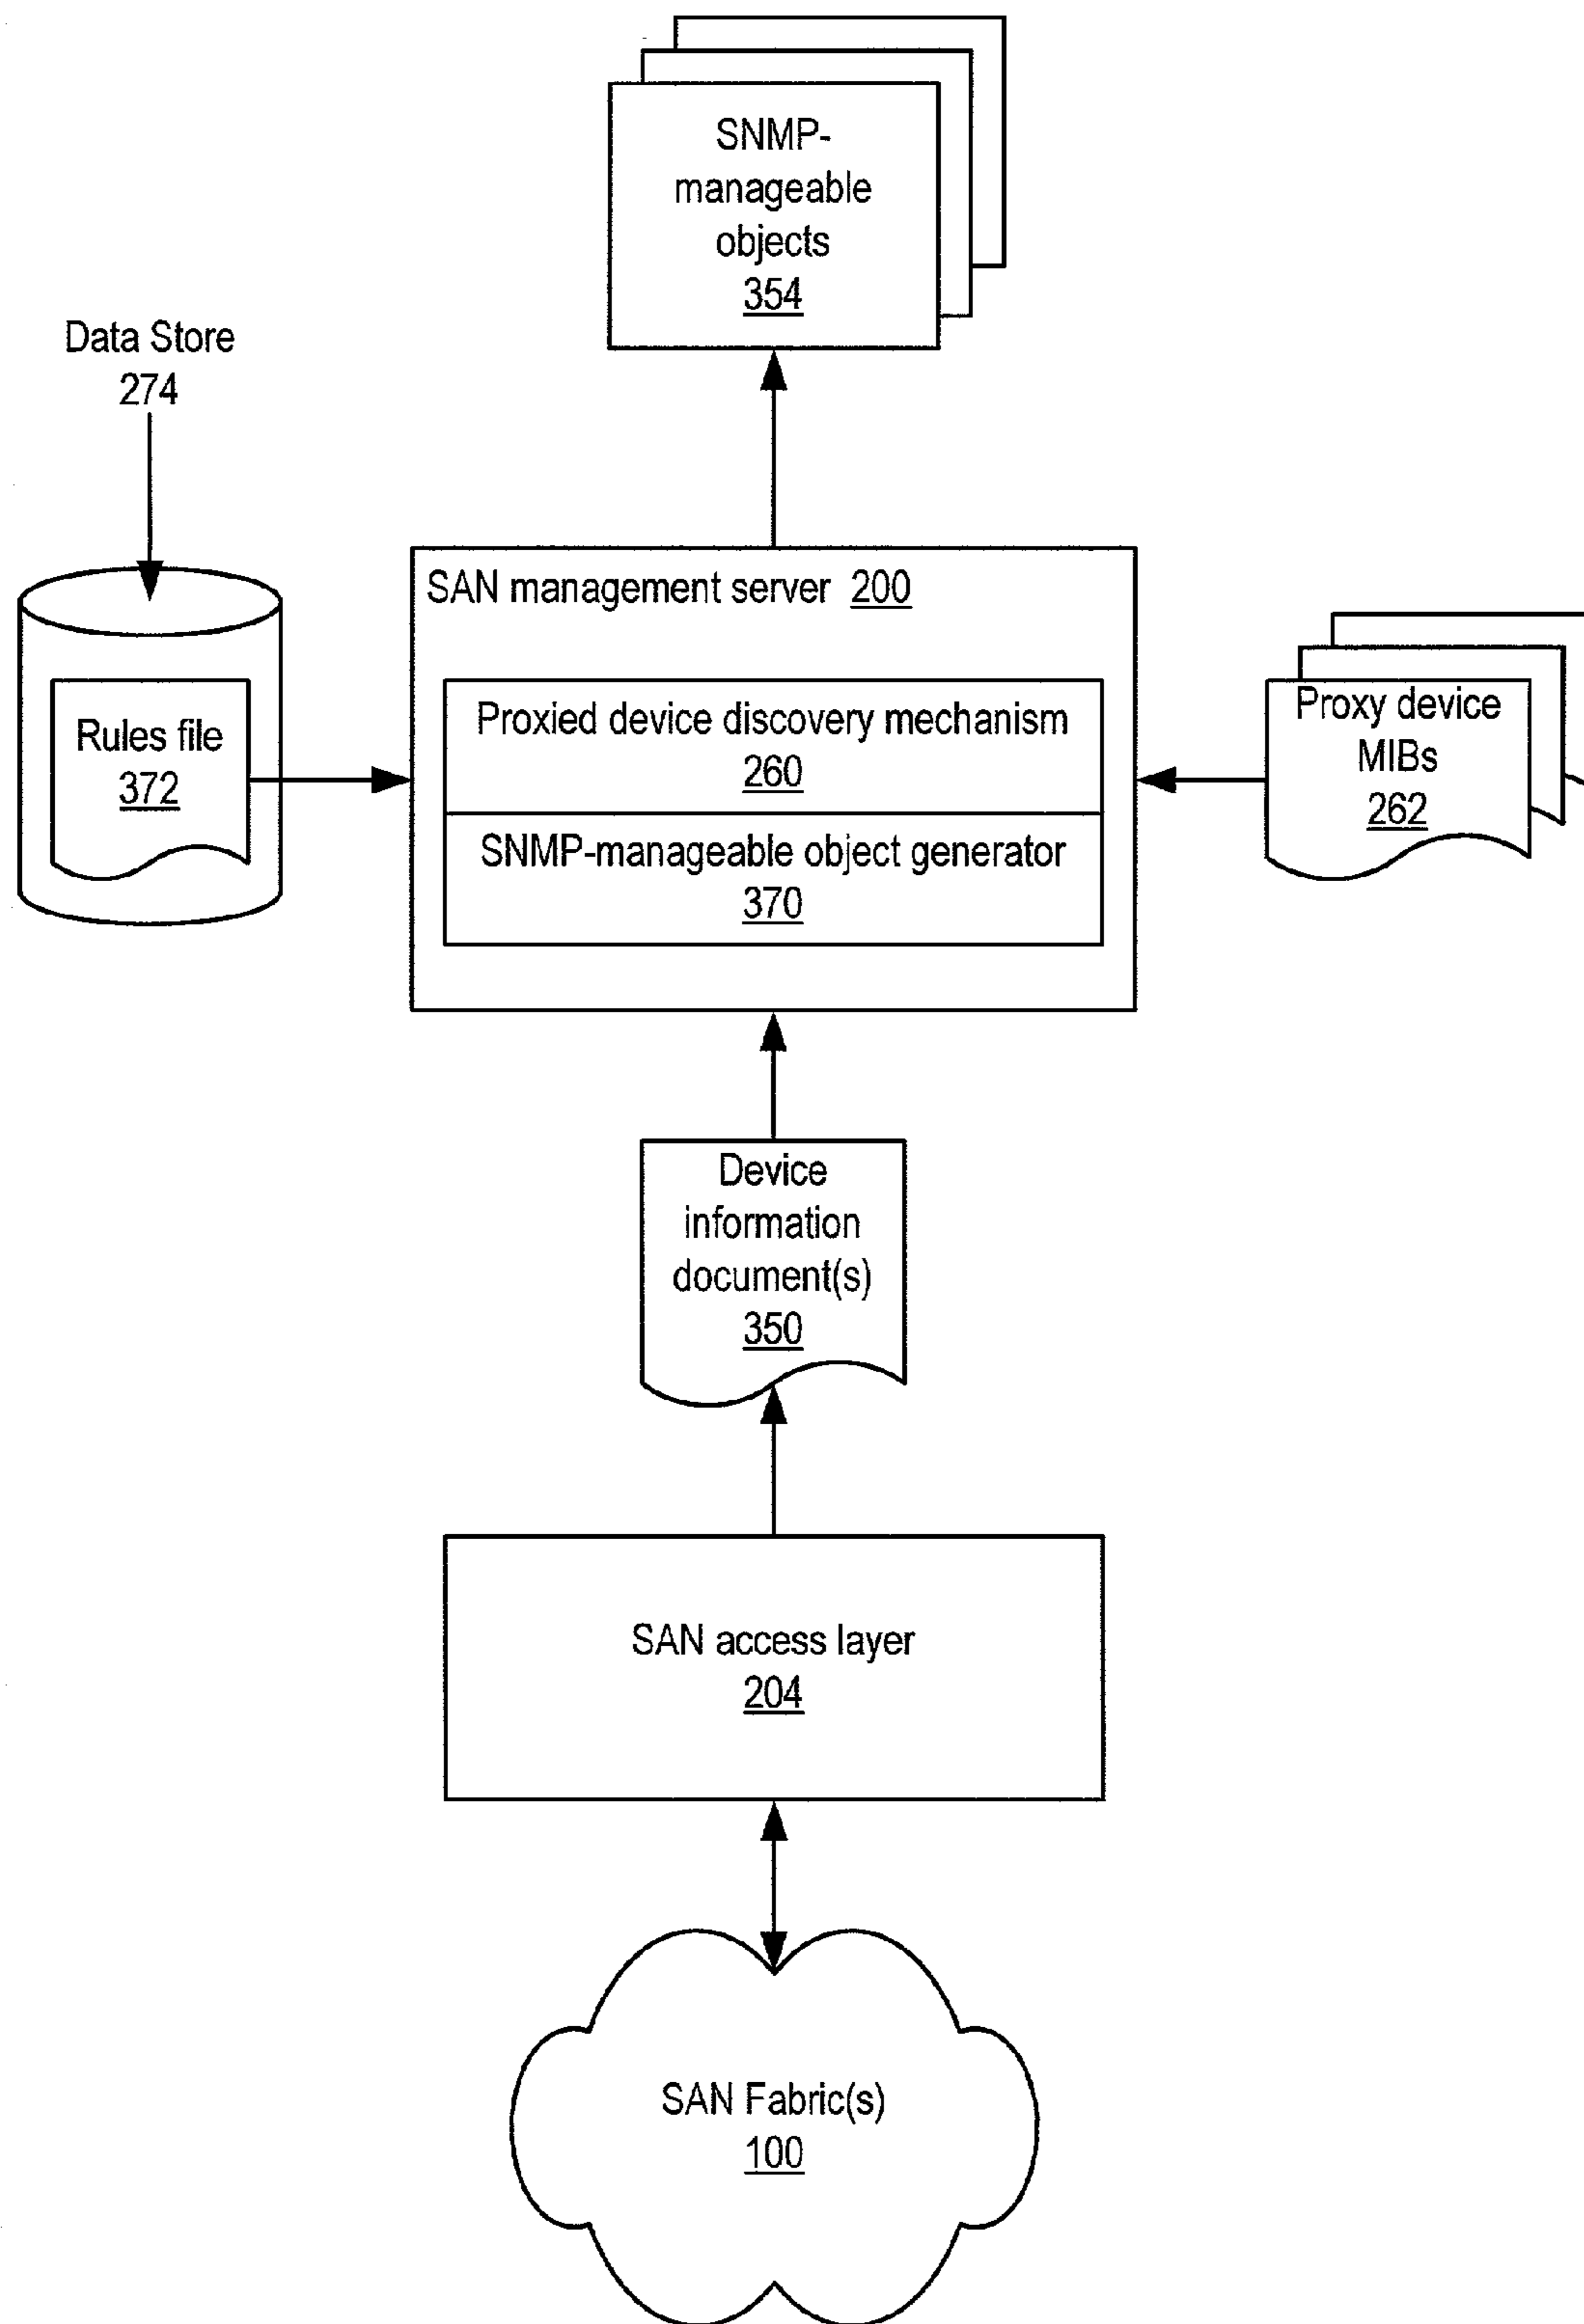 SNMP-
manageable
objects
354
Data Store
274
SAN management server 200
Rules file
372
Proxied device discovery mechanism
260
SNMP-manageable object generator
370
Proxy device
MIBs
262
Device
information
document(s)
350
SAN access layer
204
SAN Fabric(s)
100